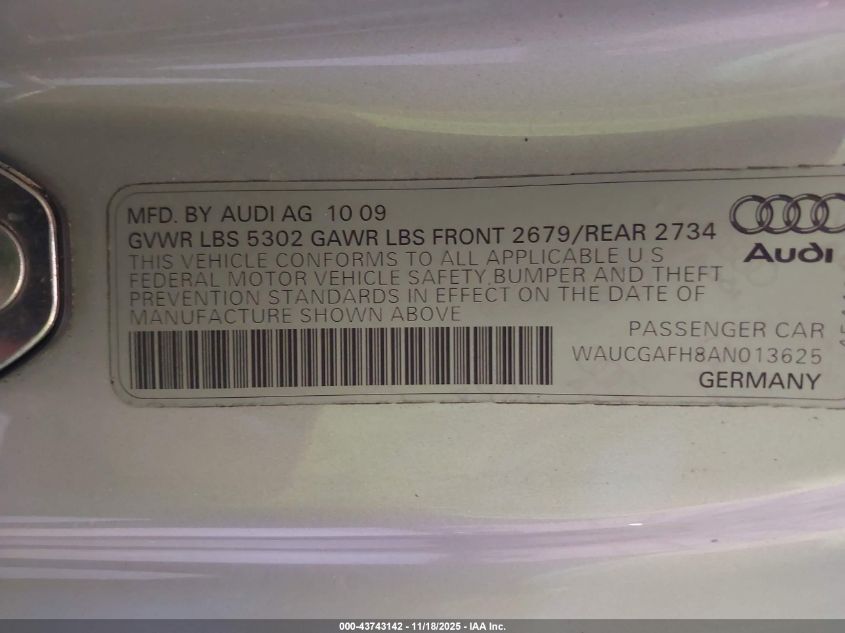 MFD. BY AUDI AG 10 09
GVWR LBS 5302 GAWR LBS FRONT 2679/REAR 2734
THIS VEHICLE CONFORMS TO ALL APPLICABLE U S
FEDERAL MOTOR VEHICLE SAFETY, BUMPER AND THEFT
PREVENTION STANDARDS IN EFFECT ON THE DATE OF
MANUFACTURE SHOWN ABOVE
Audi
PASSENGER CAR
WAUCGAFH8AN013625
GERMANY
000-43743142 - 11/18/2025 - IAA Inc.